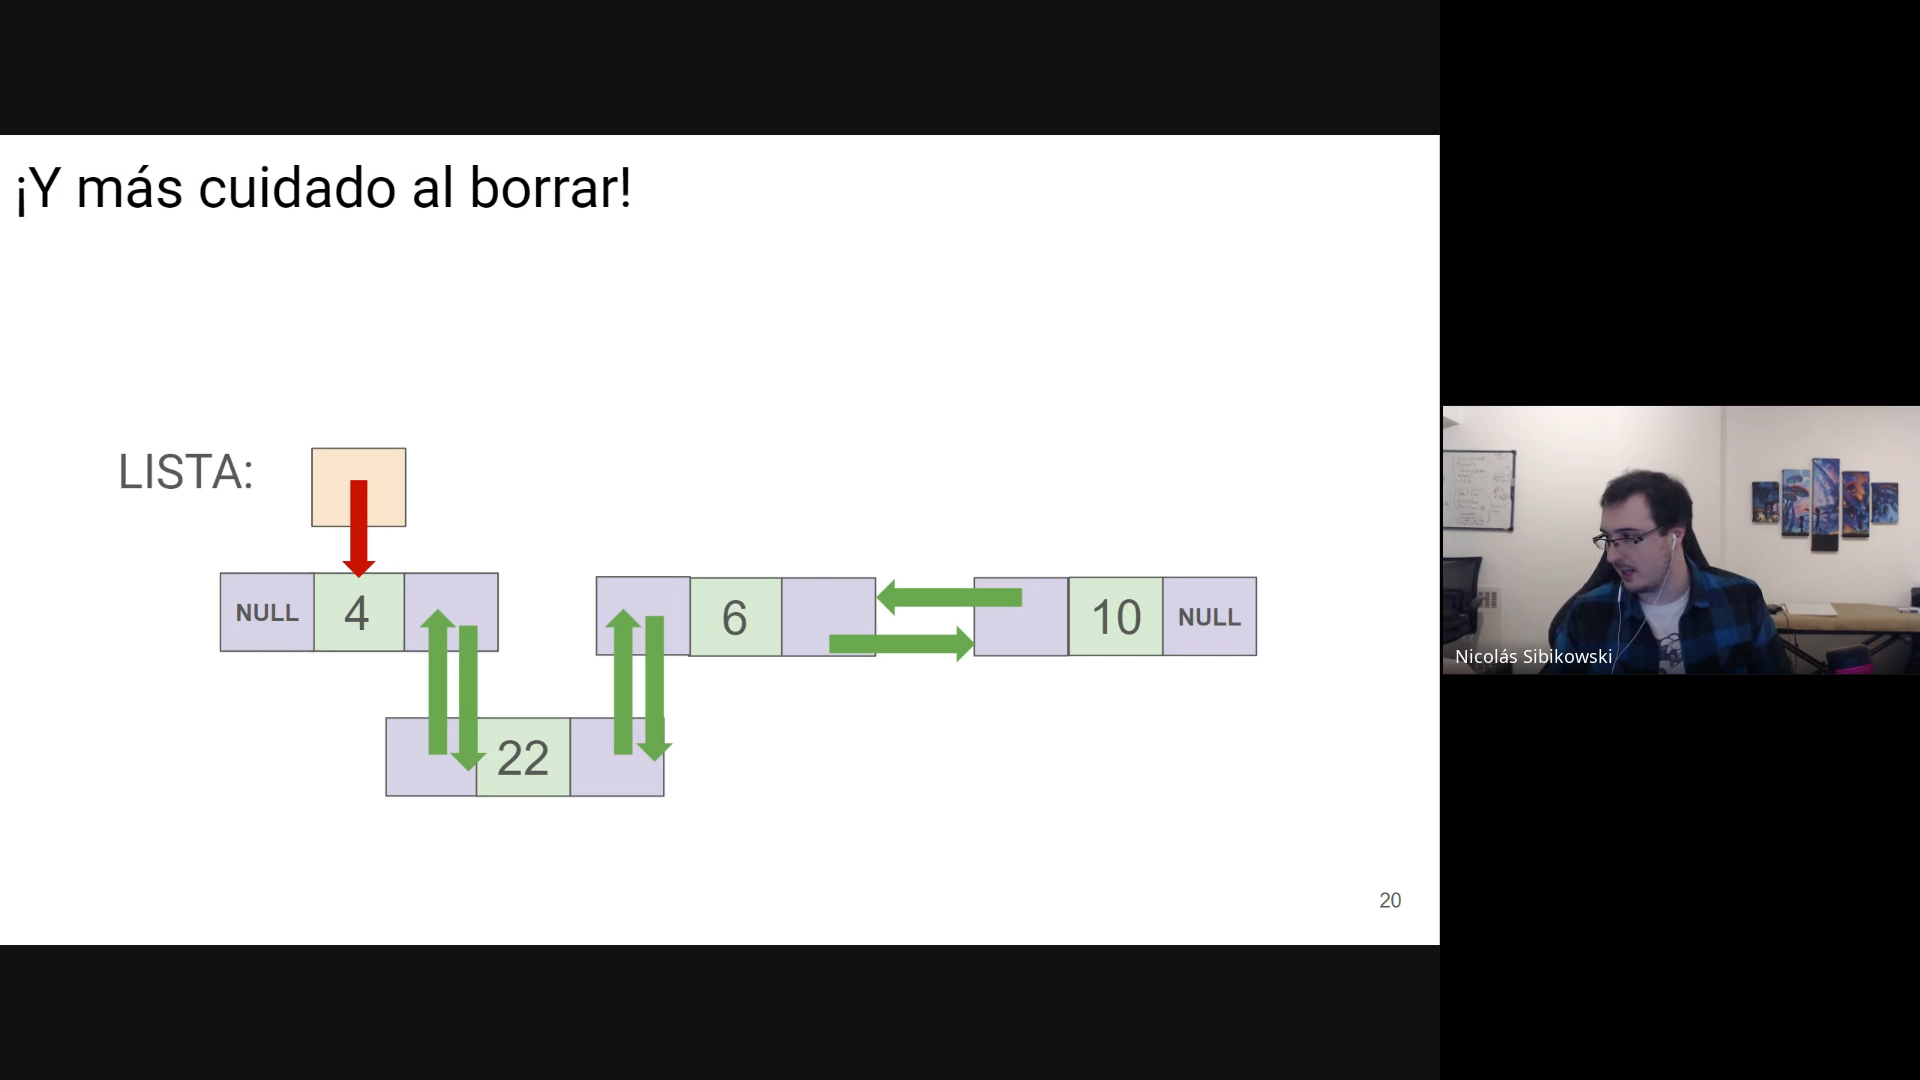 ¡Y más cuidado al borrar!
LISTA:
NULL 4
6
10 NULL
22
20
Nicolás Sibikowski